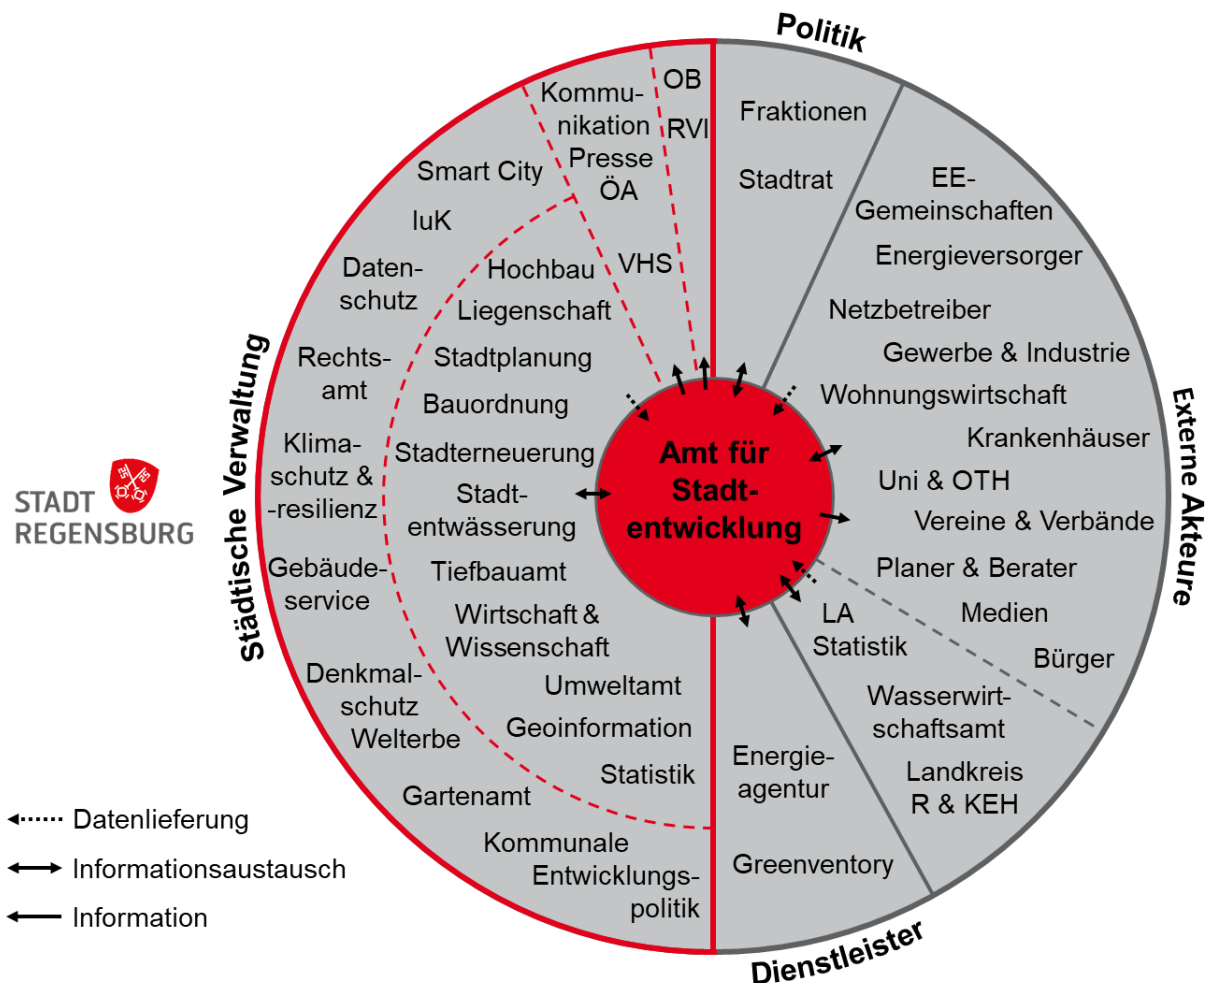 Politik
OB
RVI
Kommu-
nikation
Presse
ÖA
VHS
Fraktionen
Stadtrat
Smart City
IuK
Daten-
schutz
Rechts-
amt
Klima-
schutz &
-resilienz
Gebäude-
service
Denkmal-
schutz
Welterbe
Gartenamt
Kommunale
Entwicklungs-
politik
Hochbau
Liegenschaft
Stadtplanung
Bauordnung
Stadterneuerung
Stadt-
entwässerung
Tiefbauamt
Wirtschaft &
Wissenschaft
Umweltamt
Geoinformation
Statistik
Amt für
Stadt-
entwicklung
EE-
Gemeinschaften
Energieversorger
Netzbetreiber
Gewerbe & Industrie
Wohnungswirtschaft
Krankenhäuser
Uni & OTH
Vereine & Verbände
Planer & Berater
Medien
Bürger
LA
Statistik
Wasserwirt-
schaftsamt
Landkreis
R & KEH
Energie-
agentur
Greenventory
Städtische Verwaltung
Externe Akteure
Dienstleister
STADT
REGENSBURG
Datenlieferung
Informationsaustausch
Information